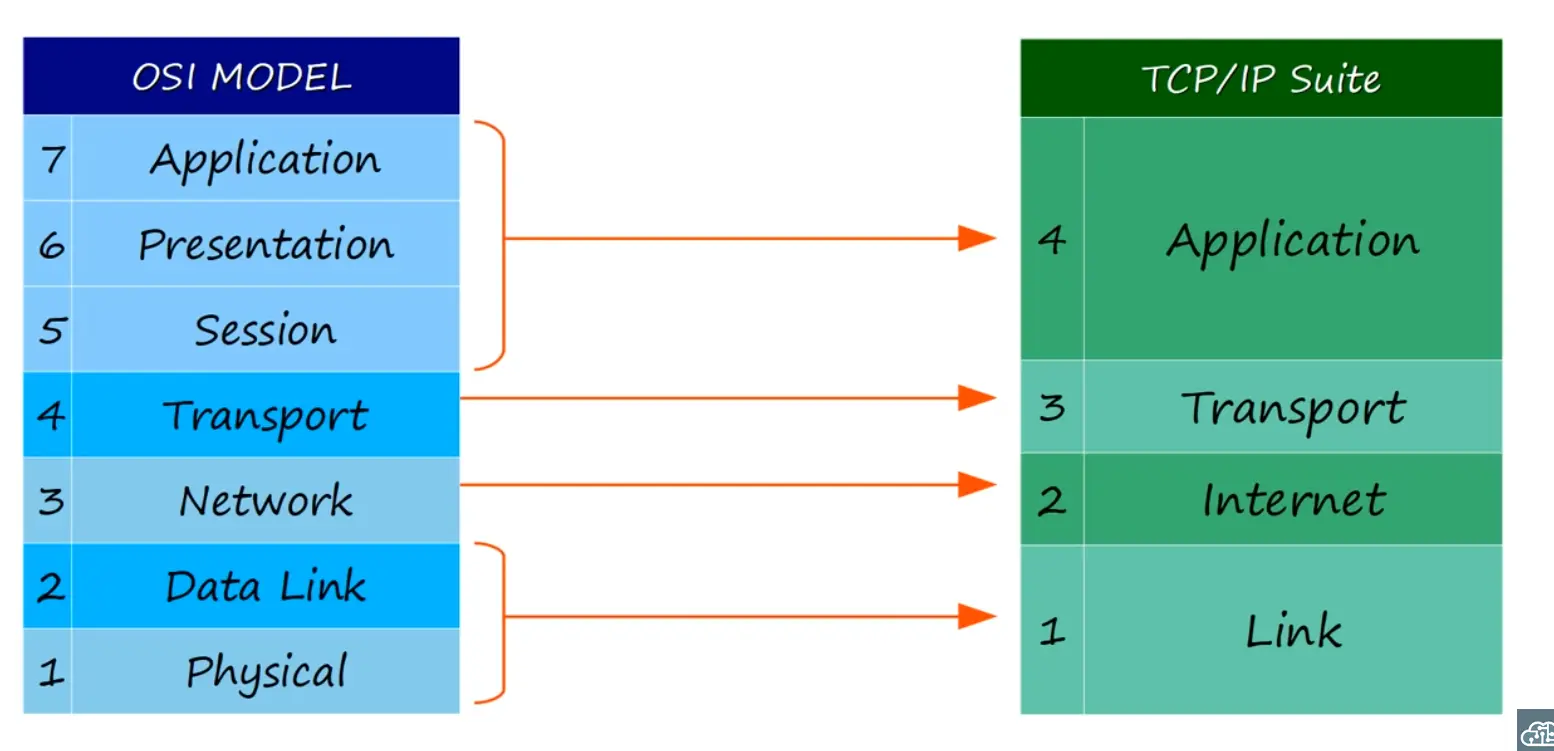 OSI MODEL
7 Application
6 Presentation
5 Session
4 Transport
3 Network
2 Data Link
1 Physical
TCP/IP Suite
4 Application
3 Transport
2 Internet
1 Link